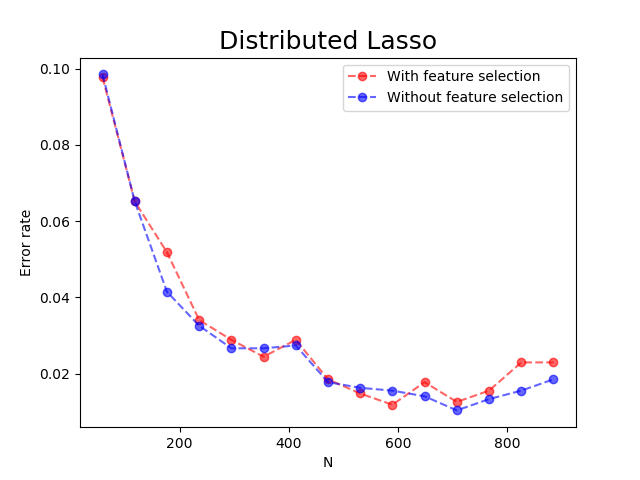 Distributed Lasso
With feature selection
Without feature selection
0.10
0.08
0.06
0.04
0.02
Error rate
200
400
600
800
N